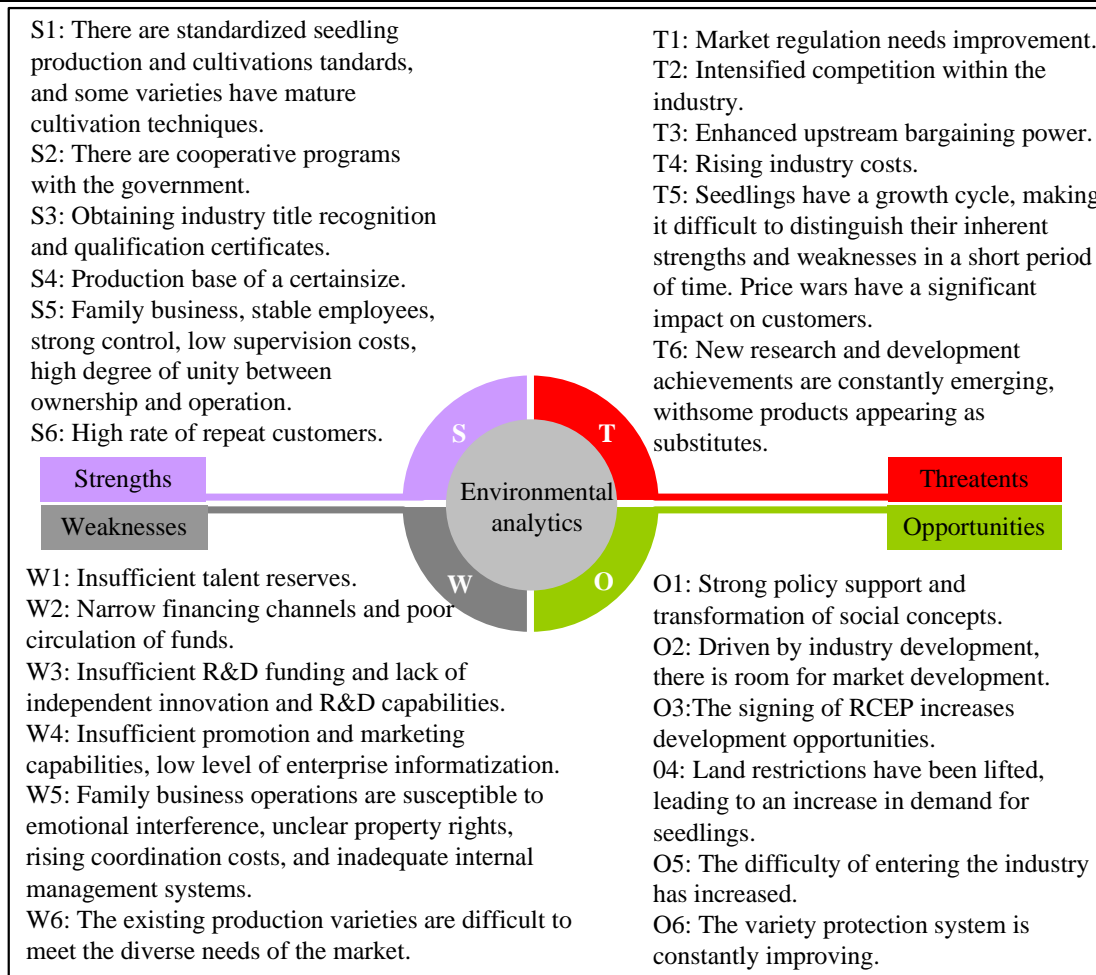 S1: There are standardized seedling
production and cultivations tandards,
and some varieties have mature
cultivation techniques.
S2: There are cooperative programs
with the government.
S3: Obtaining industry title recognition
and qualification certificates.
S4: Production base of a certainsize.
S5: Family business, stable employees,
strong control, low supervision costs,
high degree of unity between
ownership and operation.
S6: High rate of repeat customers.
T1: Market regulation needs improvement.
T2: Intensified competition within the
industry.
T3: Enhanced upstream bargaining power.
T4: Rising industry costs.
T5: Seedlings have a growth cycle, making
it difficult to distinguish their inherent
strengths and weaknesses in a short period
of time. Price wars have a significant
impact on customers.
T6: New research and development
achievements are constantly emerging,
withsome products appearing as
substitutes.
S
T
Strengths
Threatents
Environmental
analytics
Weaknesses
Opportunities
W
O
W1: Insufficient talent reserves.
W2: Narrow financing channels and poor
circulation of funds.
W3: Insufficient R&D funding and lack of
independent innovation and R&D capabilities.
W4: Insufficient promotion and marketing
capabilities, low level of enterprise informatization.
W5: Family business operations are susceptible to
emotional interference, unclear property rights,
rising coordination costs, and inadequate internal
management systems.
W6: The existing production varieties are difficult to
meet the diverse needs of the market.
O1: Strong policy support and
transformation of social concepts.
O2: Driven by industry development,
there is room for market development.
O3:The signing of RCEP increases
development opportunities.
04: Land restrictions have been lifted,
leading to an increase in demand for
seedlings.
O5: The difficulty of entering the industry
has increased.
O6: The variety protection system is
constantly improving.